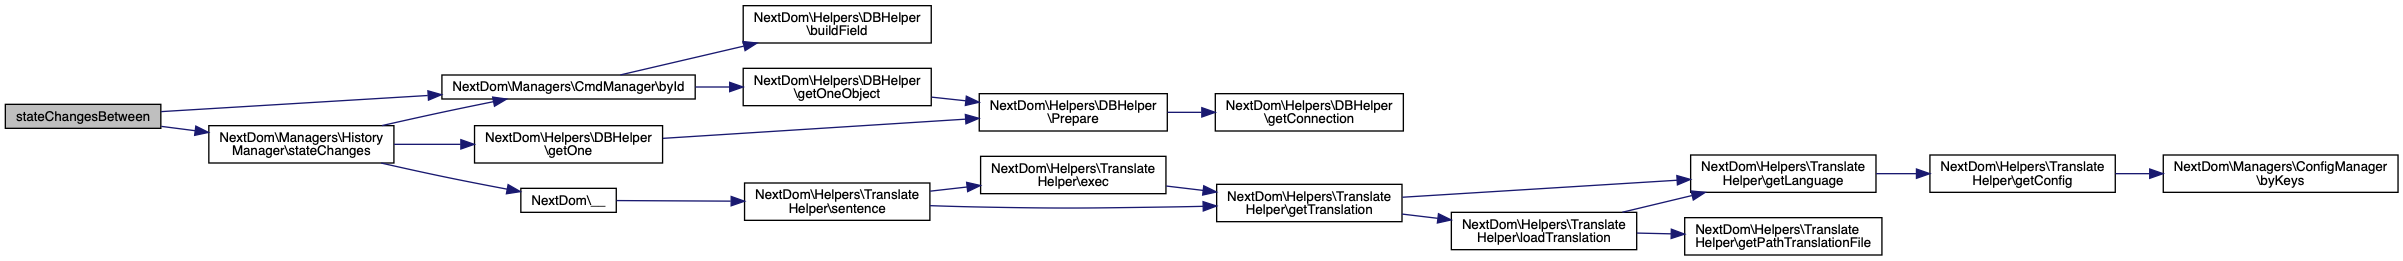 stateChangesBetween
NextDom\Managers\History
Manager\stateChanges
NextDom\Managers\CmdManager\byId
NextDom\Helpers\DBHelper
\getOne
NextDom\__
NextDom\Helpers\DBHelper
\buildField
NextDom\Helpers\DBHelper
\getOneObject
NextDom\Helpers\Translate
Helper\sentence
NextDom\Helpers\DBHelper
\Prepare
NextDom\Helpers\Translate
Helper\exec
NextDom\Helpers\DBHelper
\getConnection
NextDom\Helpers\Translate
Helper\getTranslation
NextDom\Helpers\Translate
Helper\loadTranslation
NextDom\Helpers\Translate
Helper\getLanguage
NextDom\Helpers\Translate
Helper\getPathTranslationFile
NextDom\Helpers\Translate
Helper\getConfig
NextDom\Managers\ConfigManager
\byKeys